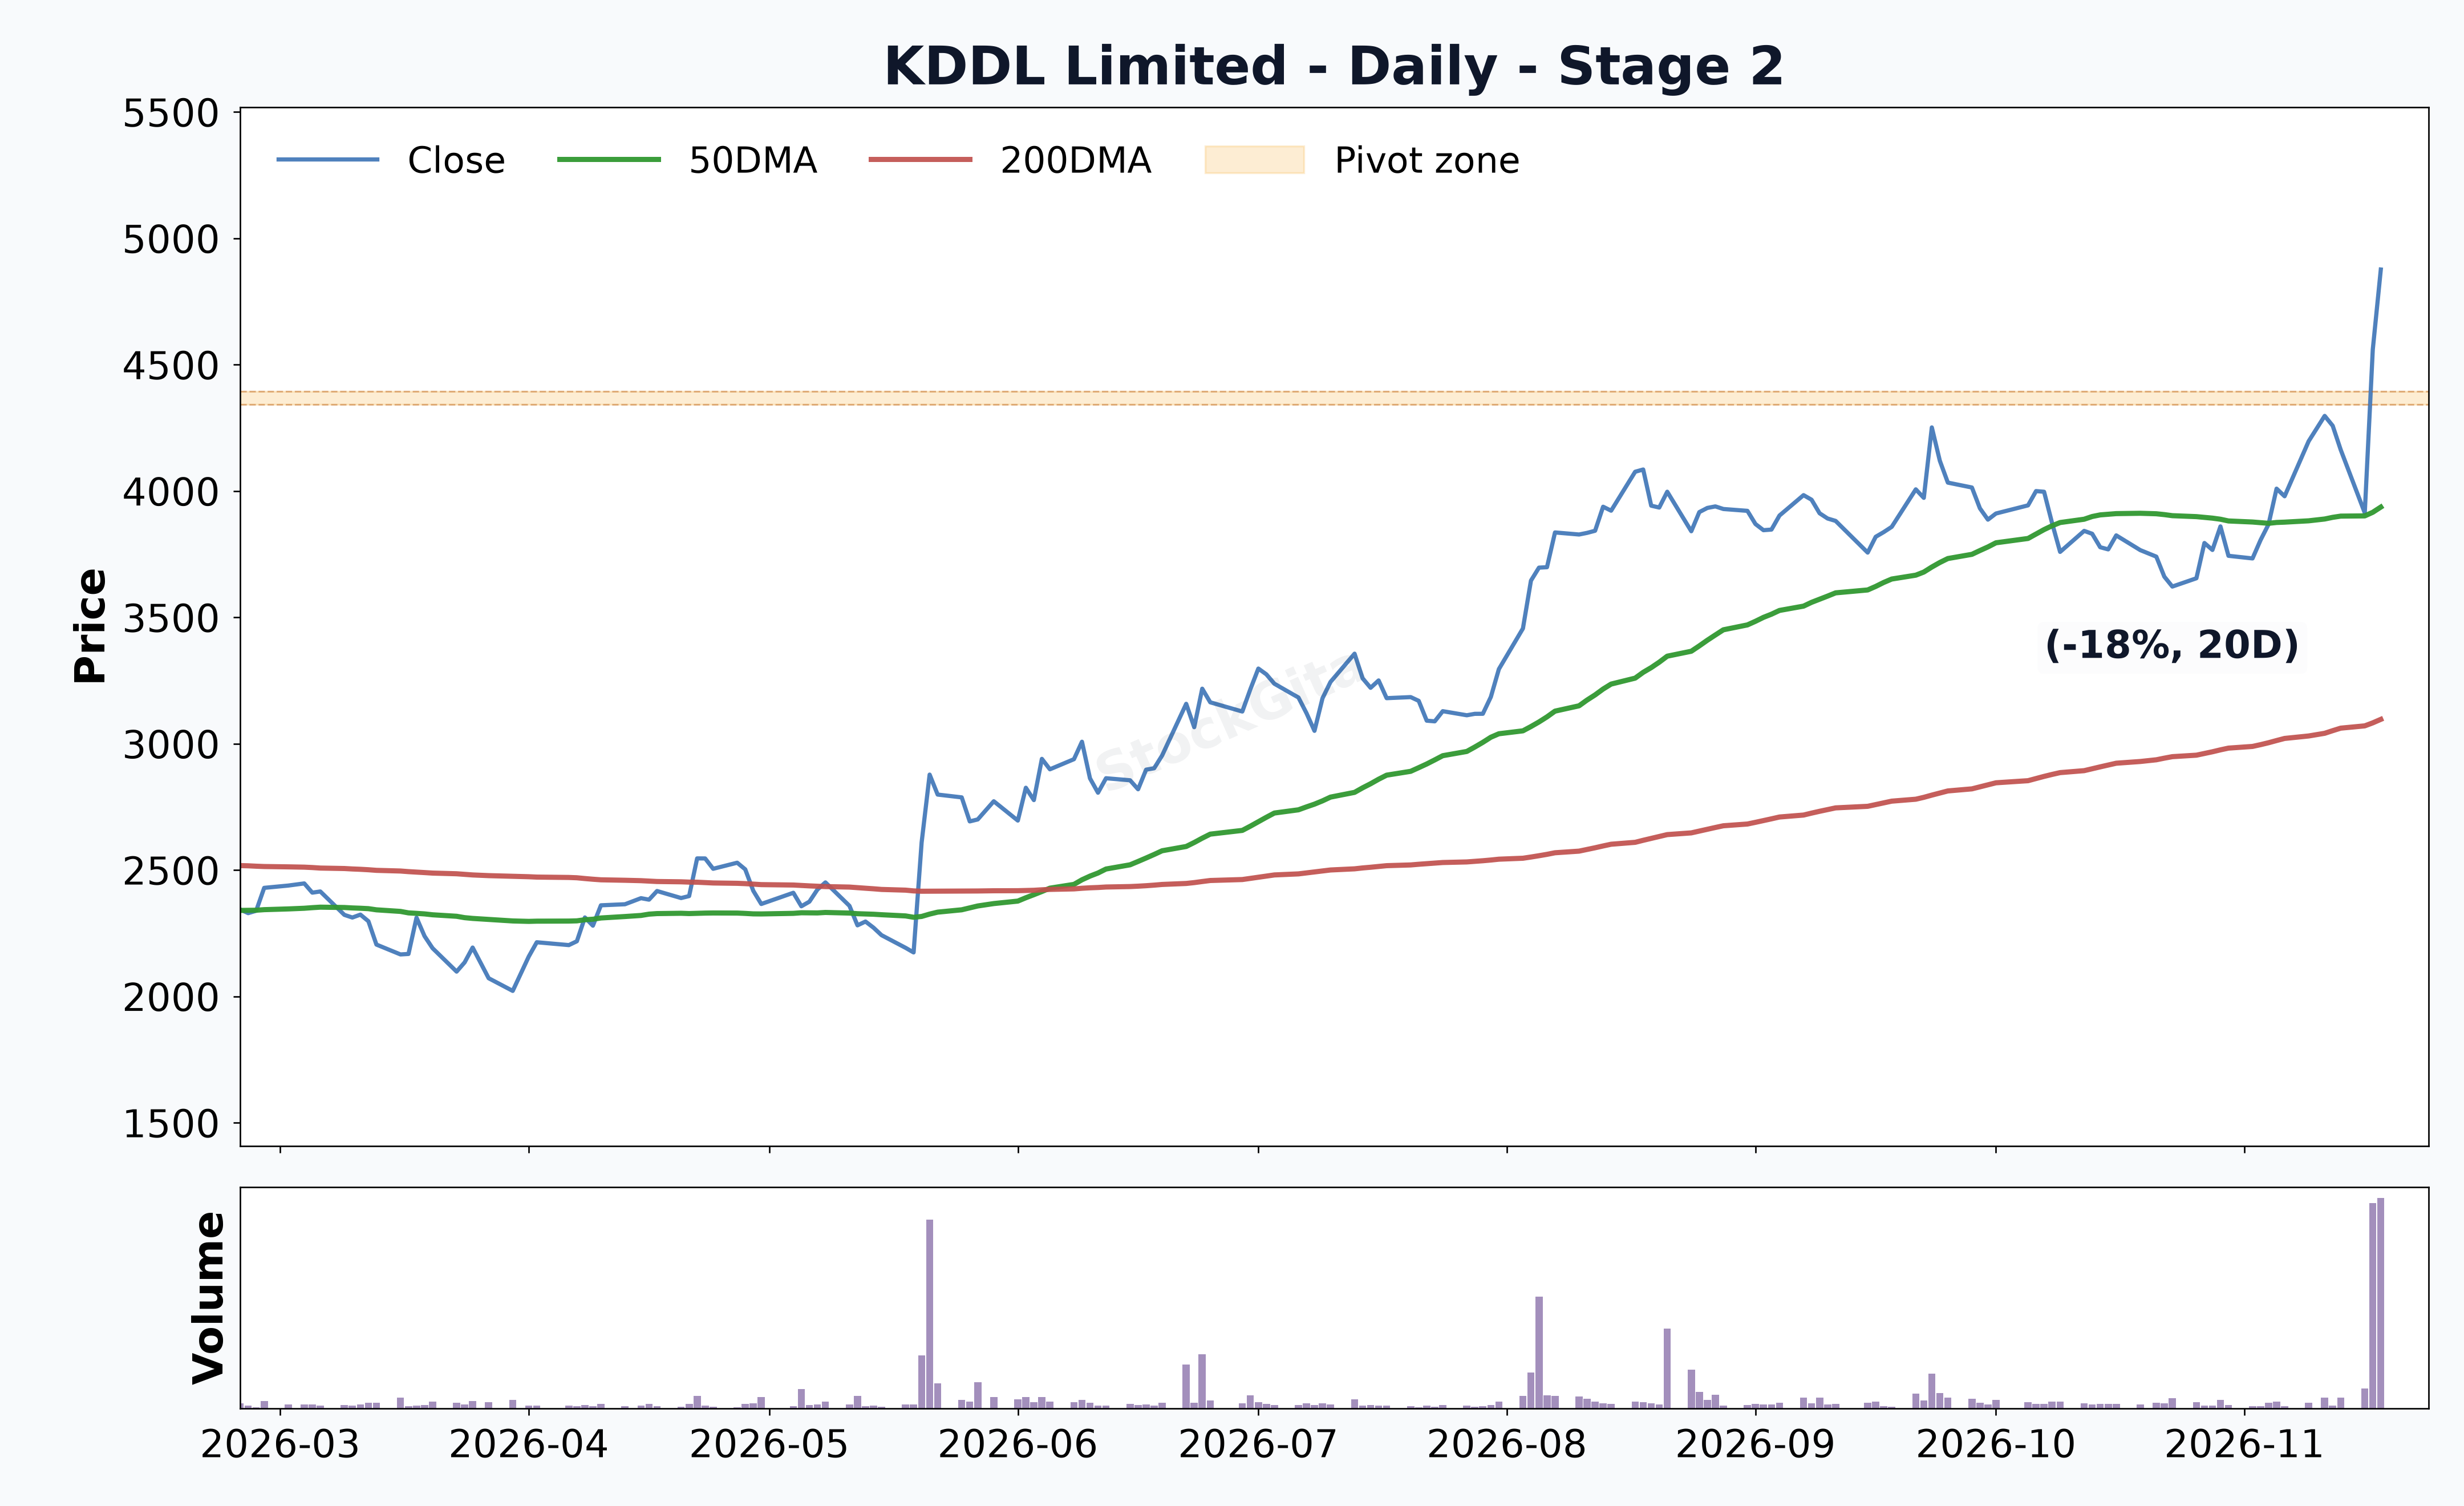 KDDL Limited - Daily - Stage 2
Close 50DMA 200DMA Pivot zone
Price
5500
5000
4500
4000
3500
3000
2500
2000
1500
(-18%, 20D)
StockGita
Volume
2026-03 2026-04 2026-05 2026-06 2026-07 2026-08 2026-09 2026-10 2026-11